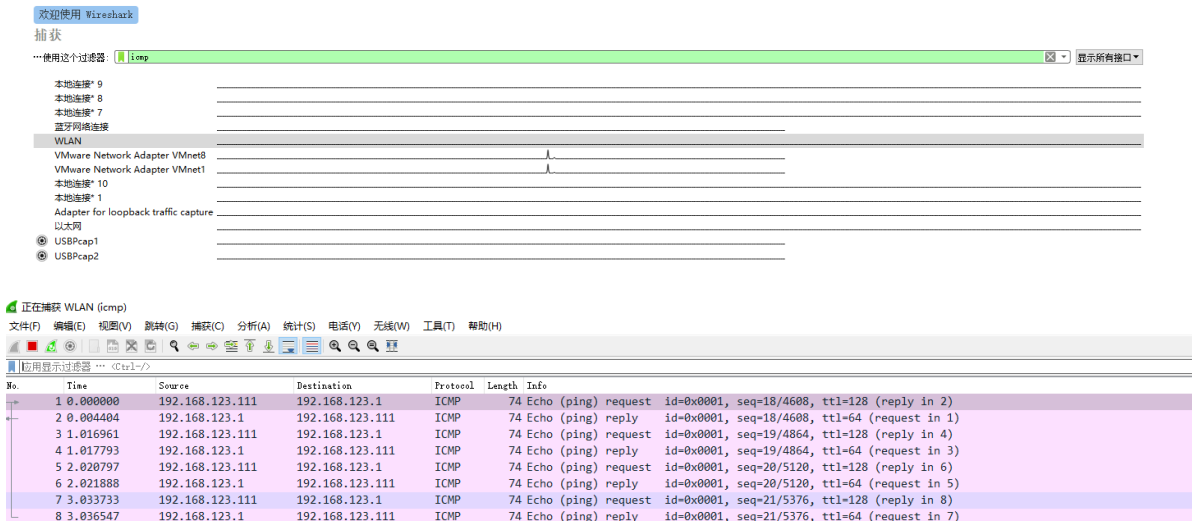 欢迎使用 Wireshark
捕获
…使用这个过滤器: icmp 显示所有接口
本地连接* 9
本地连接* 8
本地连接* 7
蓝牙网络连接
WLAN
VMware Network Adapter VMnet8
VMware Network Adapter VMnet1
本地连接* 10
本地连接* 1
Adapter for loopback traffic capture
以太网
USBPcap1
USBPcap2
正在捕获 WLAN (icmp)
文件(F) 编辑(E) 视图(V) 跳转(G) 捕获(C) 分析(A) 统计(S) 电话(Y) 无线(W) 工具(T) 帮助(H)
应用显示过滤器 … <Ctrl-/>
No. Time Source Destination Protocol Length Info
1 0.000000 192.168.123.111 192.168.123.1 ICMP 74 Echo (ping) request id=0x0001, seq=18/4608, ttl=128 (reply in 2)
2 0.004404 192.168.123.1 192.168.123.111 ICMP 74 Echo (ping) reply id=0x0001, seq=18/4608, ttl=64 (request in 1)
3 1.016961 192.168.123.111 192.168.123.1 ICMP 74 Echo (ping) request id=0x0001, seq=19/4864, ttl=128 (reply in 4)
4 1.017793 192.168.123.1 192.168.123.111 ICMP 74 Echo (ping) reply id=0x0001, seq=19/4864, ttl=64 (request in 3)
5 2.020797 192.168.123.111 192.168.123.1 ICMP 74 Echo (ping) request id=0x0001, seq=20/5120, ttl=128 (reply in 6)
6 2.021888 192.168.123.1 192.168.123.111 ICMP 74 Echo (ping) reply id=0x0001, seq=20/5120, ttl=64 (request in 5)
7 3.033733 192.168.123.111 192.168.123.1 ICMP 74 Echo (ping) request id=0x0001, seq=21/5376, ttl=128 (reply in 8)
8 3.036547 192.168.123.1 192.168.123.111 ICMP 74 Echo (ping) reply id=0x0001, seq=21/5376, ttl=64 (request in 7)